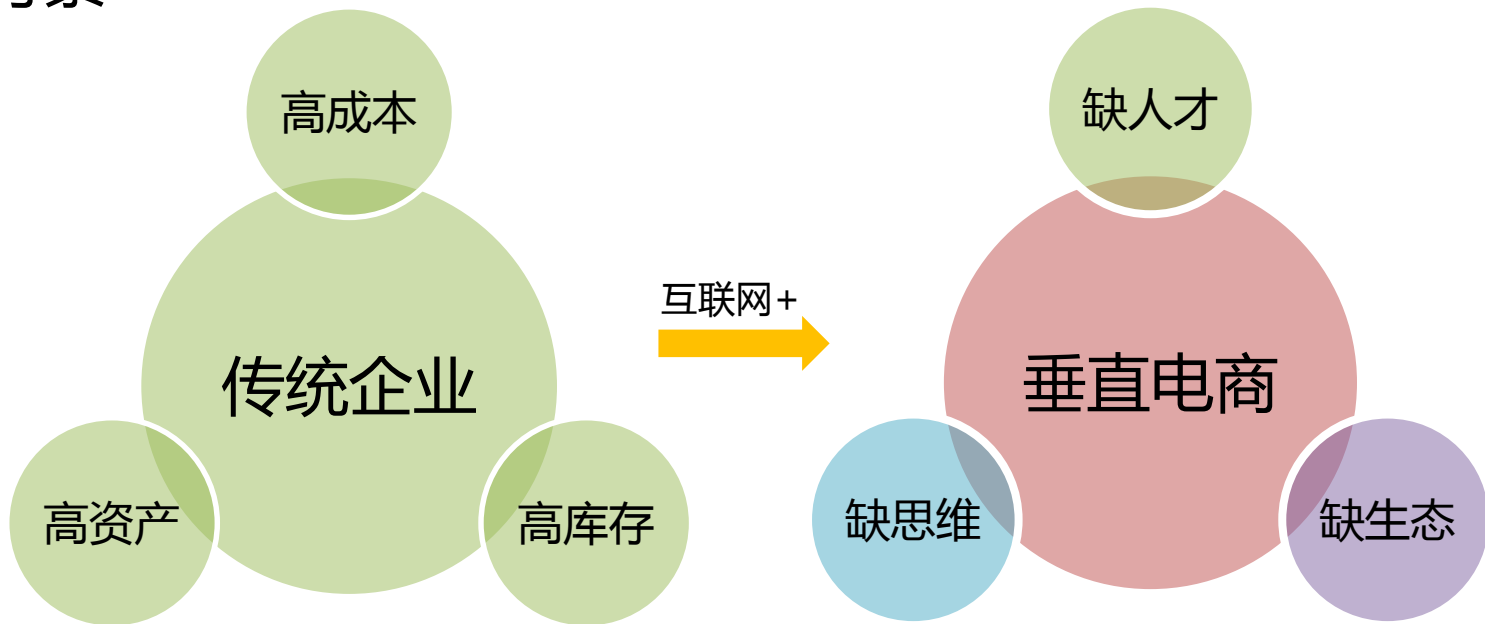 高成本
传统企业
高资产
高库存
互联网+
缺人才
垂直电商
缺思维
缺生态